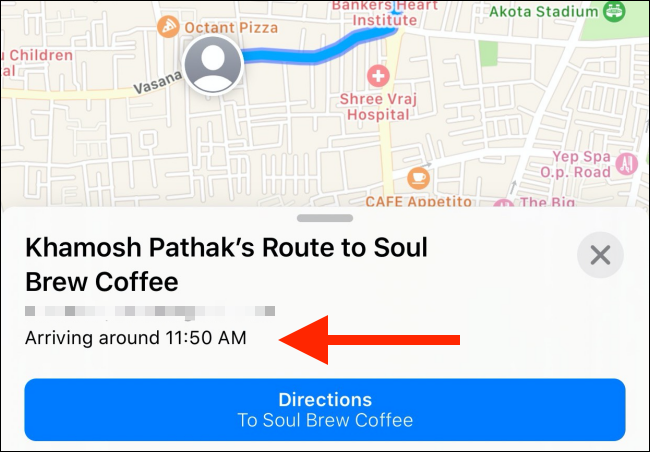 Bankers Heart
Institute
Akota Stadium
Octant Pizza
u Children
Hospital
Vasana
Shree Vraj
Hospital
Yep Spa
O.p. Road
CAFE Appetito
The Big
Khamosh Pathak’s Route to Soul
Brew Coffee
Arriving around 11:50 AM
Directions
To Soul Brew Coffee